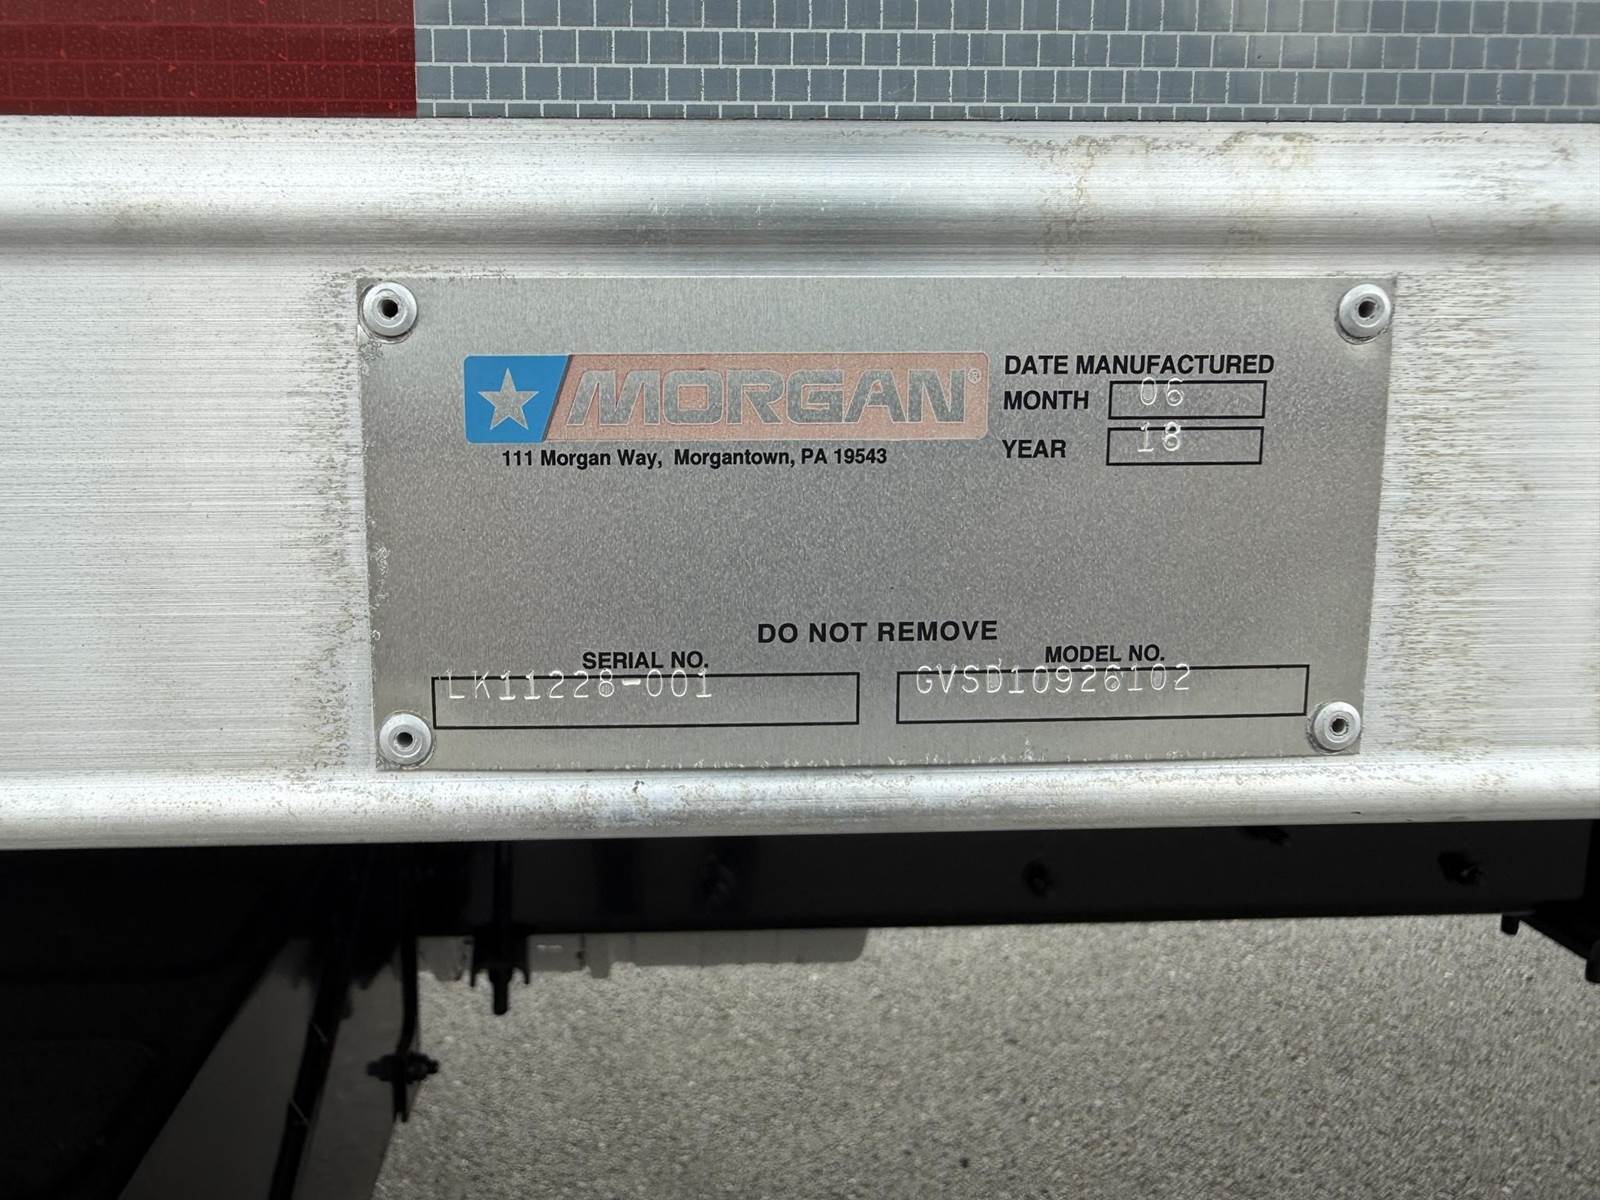 MORGAN®
111 Morgan Way, Morgantown, PA 19543
DATE MANUFACTURED
MONTH 06
YEAR 18
DO NOT REMOVE
SERIAL NO.
LK11228-001
MODEL NO.
GVSD10926102